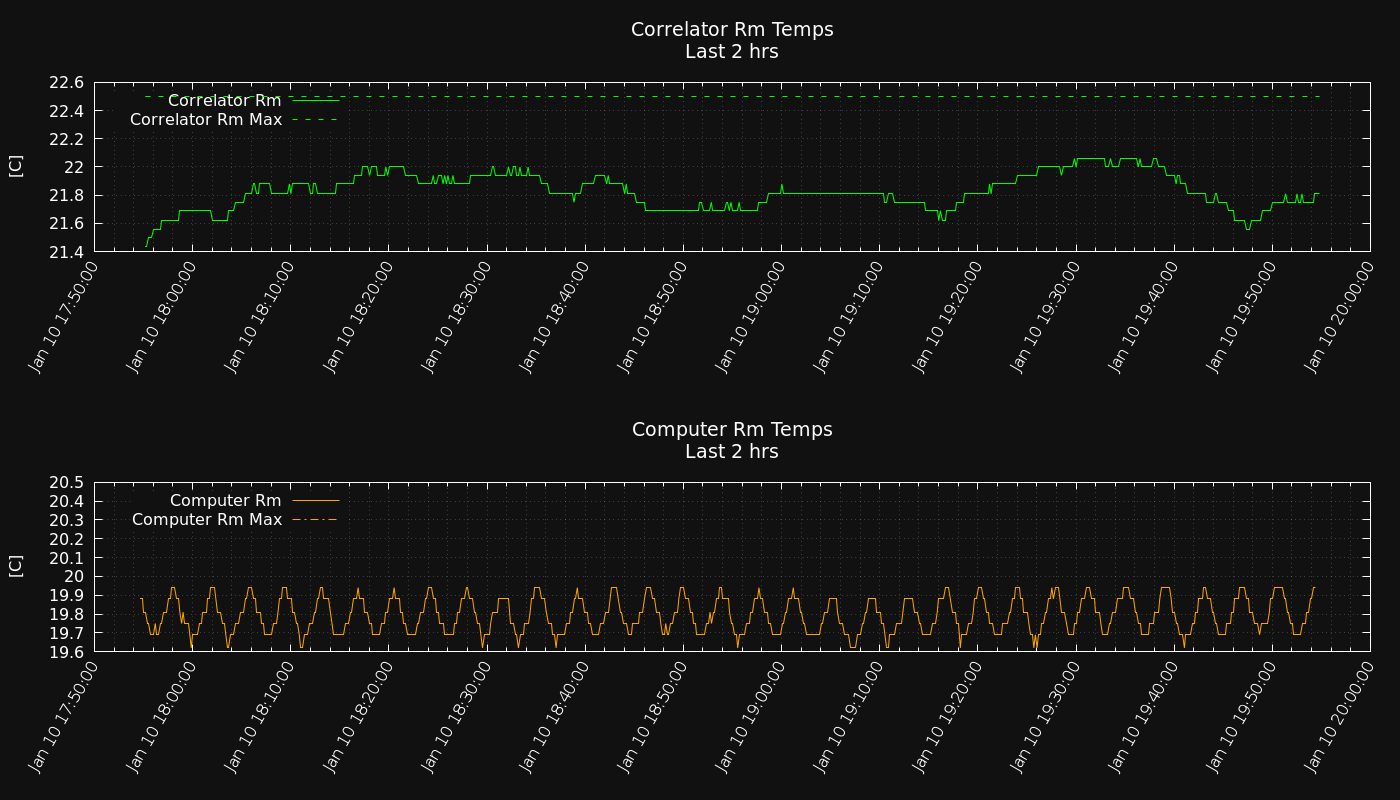 Correlator Rm Temps
Last 2 hrs
22.6
22.4
22.2
22
21.8
21.6
21.4
[C]
Correlator Rm
Correlator Rm Max
Jan 10 17:50:00
Jan 10 18:00:00
Jan 10 18:10:00
Jan 10 18:20:00
Jan 10 18:30:00
Jan 10 18:40:00
Jan 10 18:50:00
Jan 10 19:00:00
Jan 10 19:10:00
Jan 10 19:20:00
Jan 10 19:30:00
Jan 10 19:40:00
Jan 10 19:50:00
Jan 10 20:00:00
Computer Rm Temps
Last 2 hrs
20.5
20.4
20.3
20.2
20.1
20
19.9
19.8
19.7
19.6
[C]
Computer Rm
Computer Rm Max
Jan 10 17:50:00
Jan 10 18:00:00
Jan 10 18:10:00
Jan 10 18:20:00
Jan 10 18:30:00
Jan 10 18:40:00
Jan 10 18:50:00
Jan 10 19:00:00
Jan 10 19:10:00
Jan 10 19:20:00
Jan 10 19:30:00
Jan 10 19:40:00
Jan 10 19:50:00
Jan 10 20:00:00